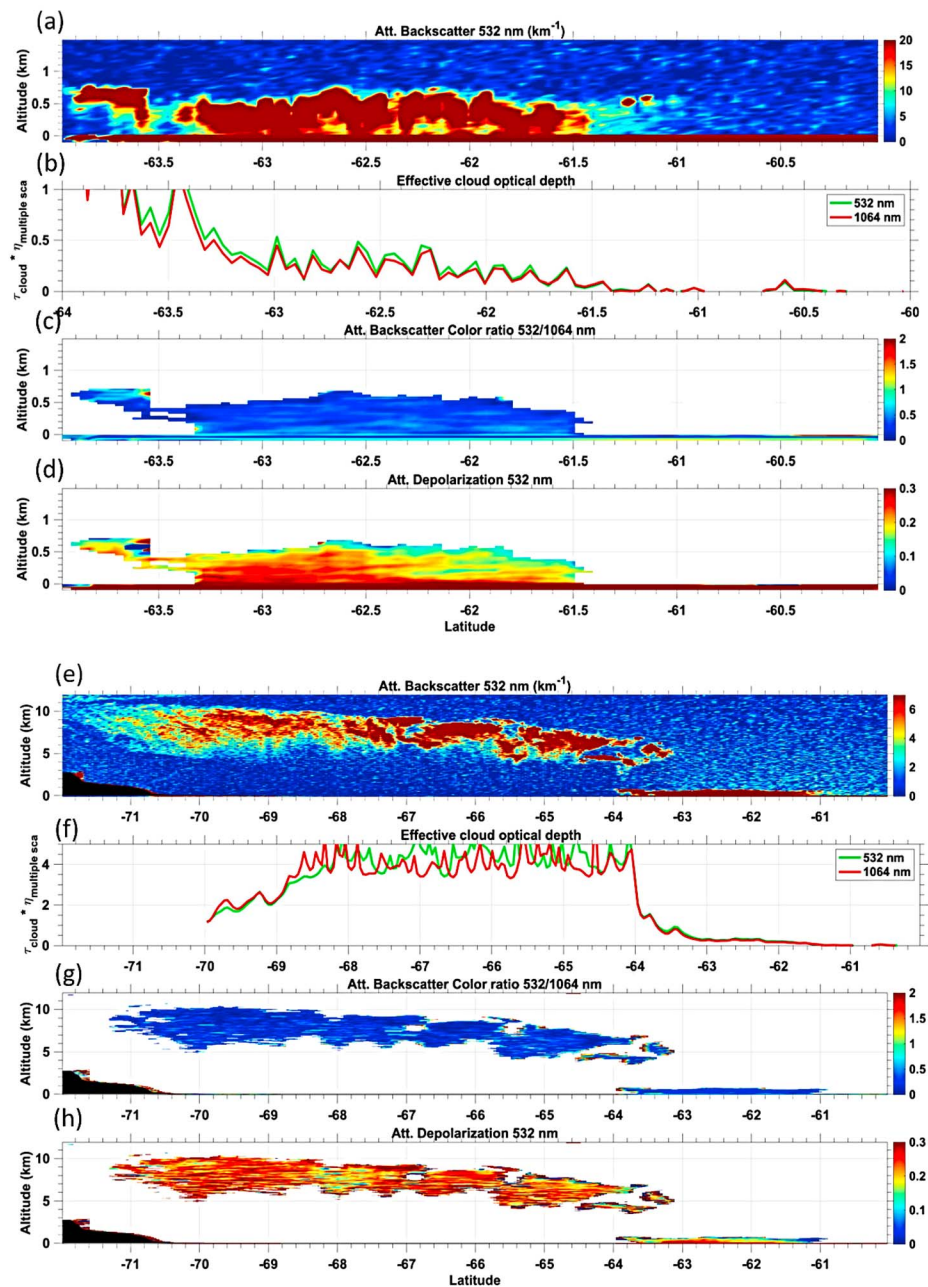 (a)
Att. Backscatter 532 nm (km-1)
Altitude (km)
1
0.5
0
20
15
10
5
0
-63.5 -63 -62.5 -62 -61.5 -61 -60.5
(b)
Effective cloud optical depth
τcloud * ηmultiple sca
1
0.5
0
532 nm
1064 nm
-64 -63.5 -63 -62.5 -62 -61.5 -61 -60.5 -60
(c)
Att. Backscatter Color ratio 532/1064 nm
Altitude (km)
1
0.5
0
2
1.5
1
0.5
0
-63.5 -63 -62.5 -62 -61.5 -61 -60.5
(d)
Att. Depolarization 532 nm
Altitude (km)
1
0.5
0
0.3
0.2
0.1
0
-63.5 -63 -62.5 -62 -61.5 -61 -60.5
Latitude
(e)
Att. Backscatter 532 nm (km-1)
Altitude (km)
10
5
0
6
4
2
0
-71 -70 -69 -68 -67 -66 -65 -64 -63 -62 -61
(f)
Effective cloud optical depth
τcloud * ηmultiple sca
4
2
0
532 nm
1064 nm
-71 -70 -69 -68 -67 -66 -65 -64 -63 -62 -61
(g)
Att. Backscatter Color ratio 532/1064 nm
Altitude (km)
10
5
0
2
1.5
1
0.5
0
-71 -70 -69 -68 -67 -66 -65 -64 -63 -62 -61
(h)
Att. Depolarization 532 nm
Altitude (km)
10
5
0
0.3
0.2
0.1
0
-71 -70 -69 -68 -67 -66 -65 -64 -63 -62 -61
Latitude